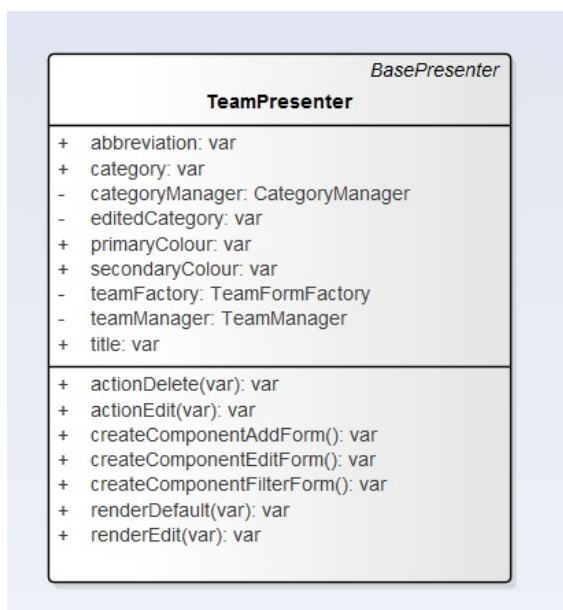 BasePresenter
TeamPresenter
+ abbreviation: var
+ category: var
- categoryManager: CategoryManager
- editedCategory: var
+ primaryColour: var
+ secondaryColour: var
- teamFactory: TeamFormFactory
- teamManager: TeamManager
+ title: var
+ actionDelete(var): var
+ actionEdit(var): var
+ createComponentAddForm(): var
+ createComponentEditForm(): var
+ createComponentFilterForm(): var
+ renderDefault(var): var
+ renderEdit(var): var